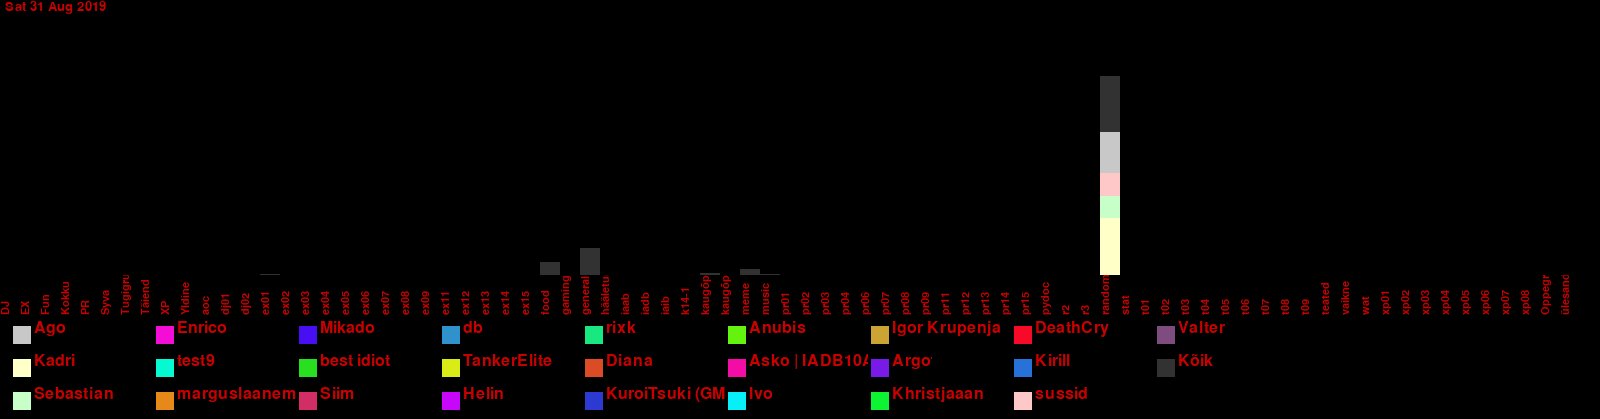 Sat 31 Aug 2019
DJ EX Fun Kokku PR Syva Tugigru Täiend XP Yldine aoc dj01 dj02 ex01 ex02 ex03 ex04 ex05 ex06 ex07 ex08 ex09 ex11 ex12 ex13 ex14 ex15 food gaming general hääletu iaab iadb iaib k14-1 kaugõp kaugõp meme music pr01 pr02 pr03 pr04 pr06 pr07 pr08 pr09 pr11 pr12 pr13 pr14 pr15 pydoc r2 r3 random stat t01 t02 t03 t04 t05 t06 t07 t08 t09 teated vaikne wat xp01 xp02 xp03 xp04 xp05 xp06 xp07 xp08 Õppegr ülesand
Ago Enrico Mikado db rixk Anubis Igor Krupenja DeathCry Valter
Kadri test9 best idiot TankerElite Diana Asko | IADB10A Argo Kirill Kõik
Sebastian marguslaanem Siim Helin KuroiTsuki (GM Ivo Khristjaaan sussid